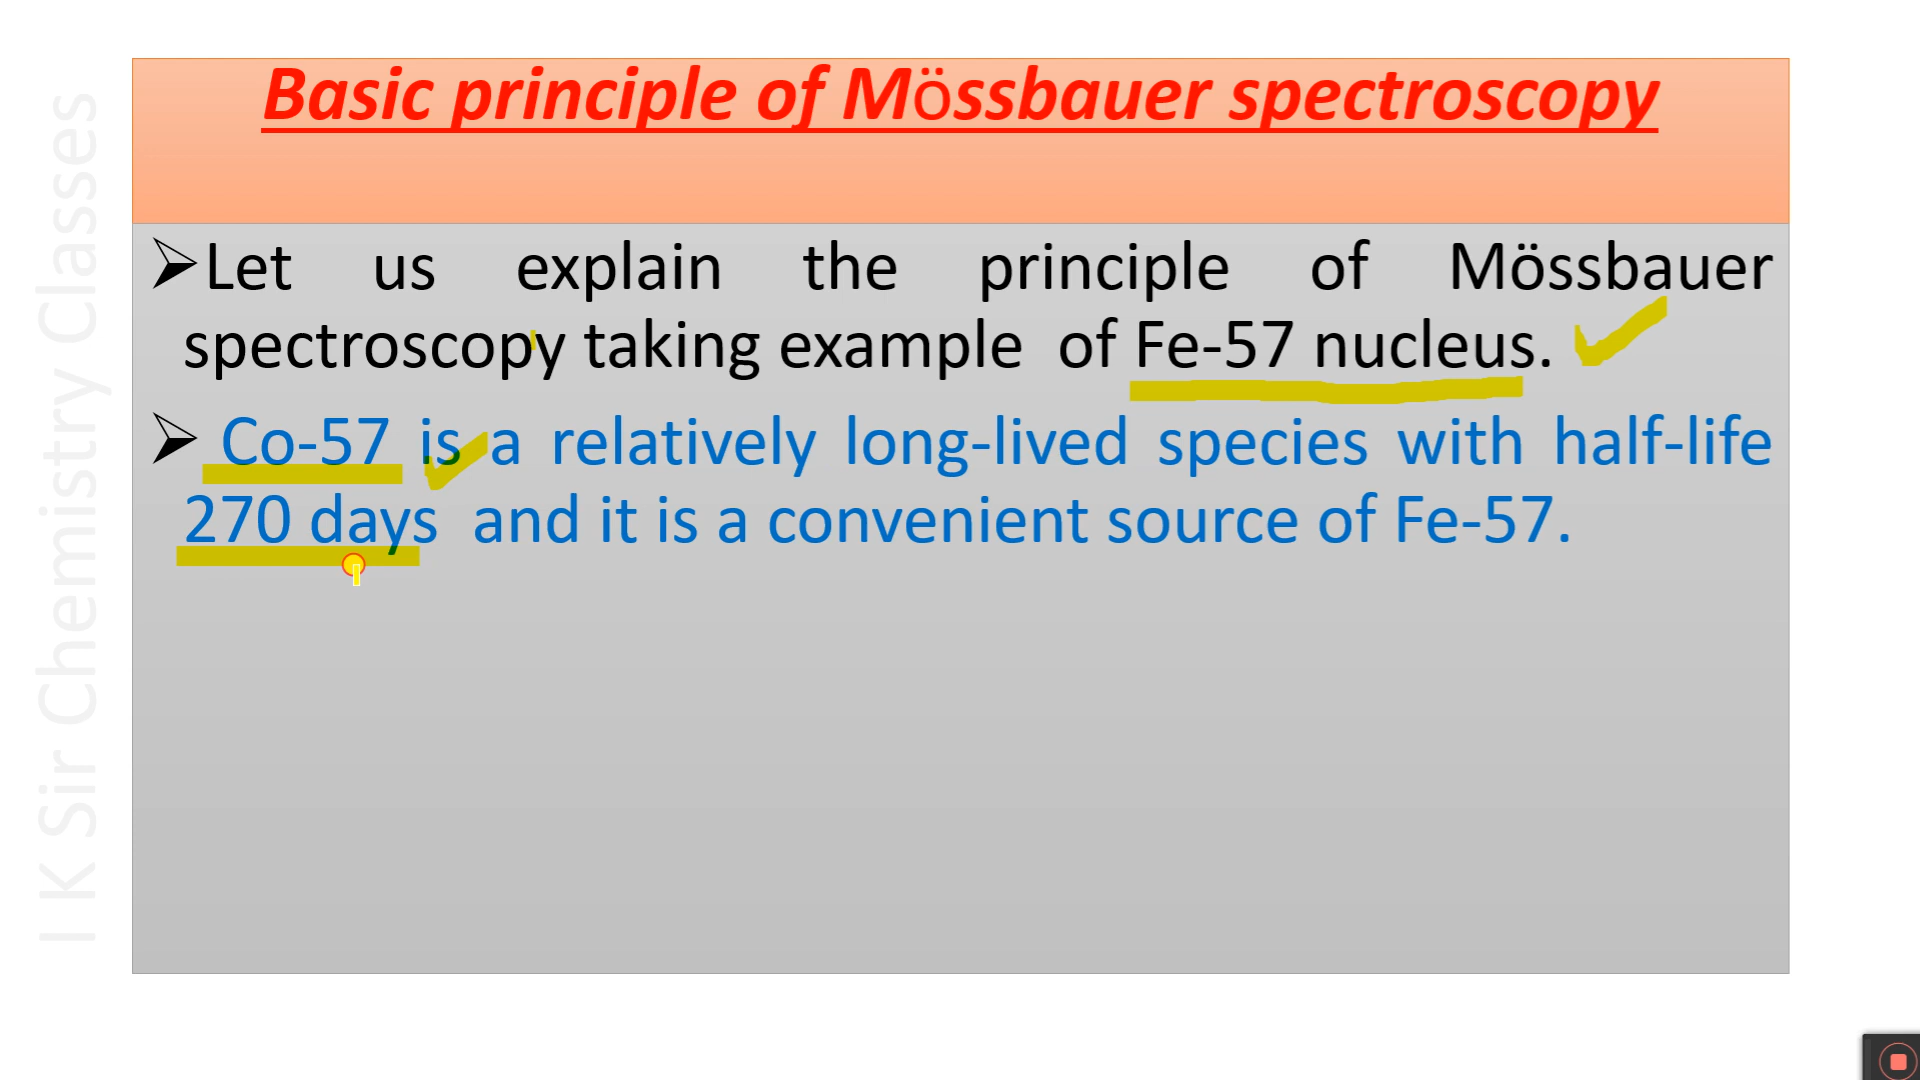 Basic principle of Mössbauer spectroscopy
➢Let us explain the principle of Mössbauer
spectroscopy taking example of Fe-57 nucleus.
➢ Co-57 is a relatively long-lived species with half-life
270 days and it is a convenient source of Fe-57.
I K Sir Chemistry Classes